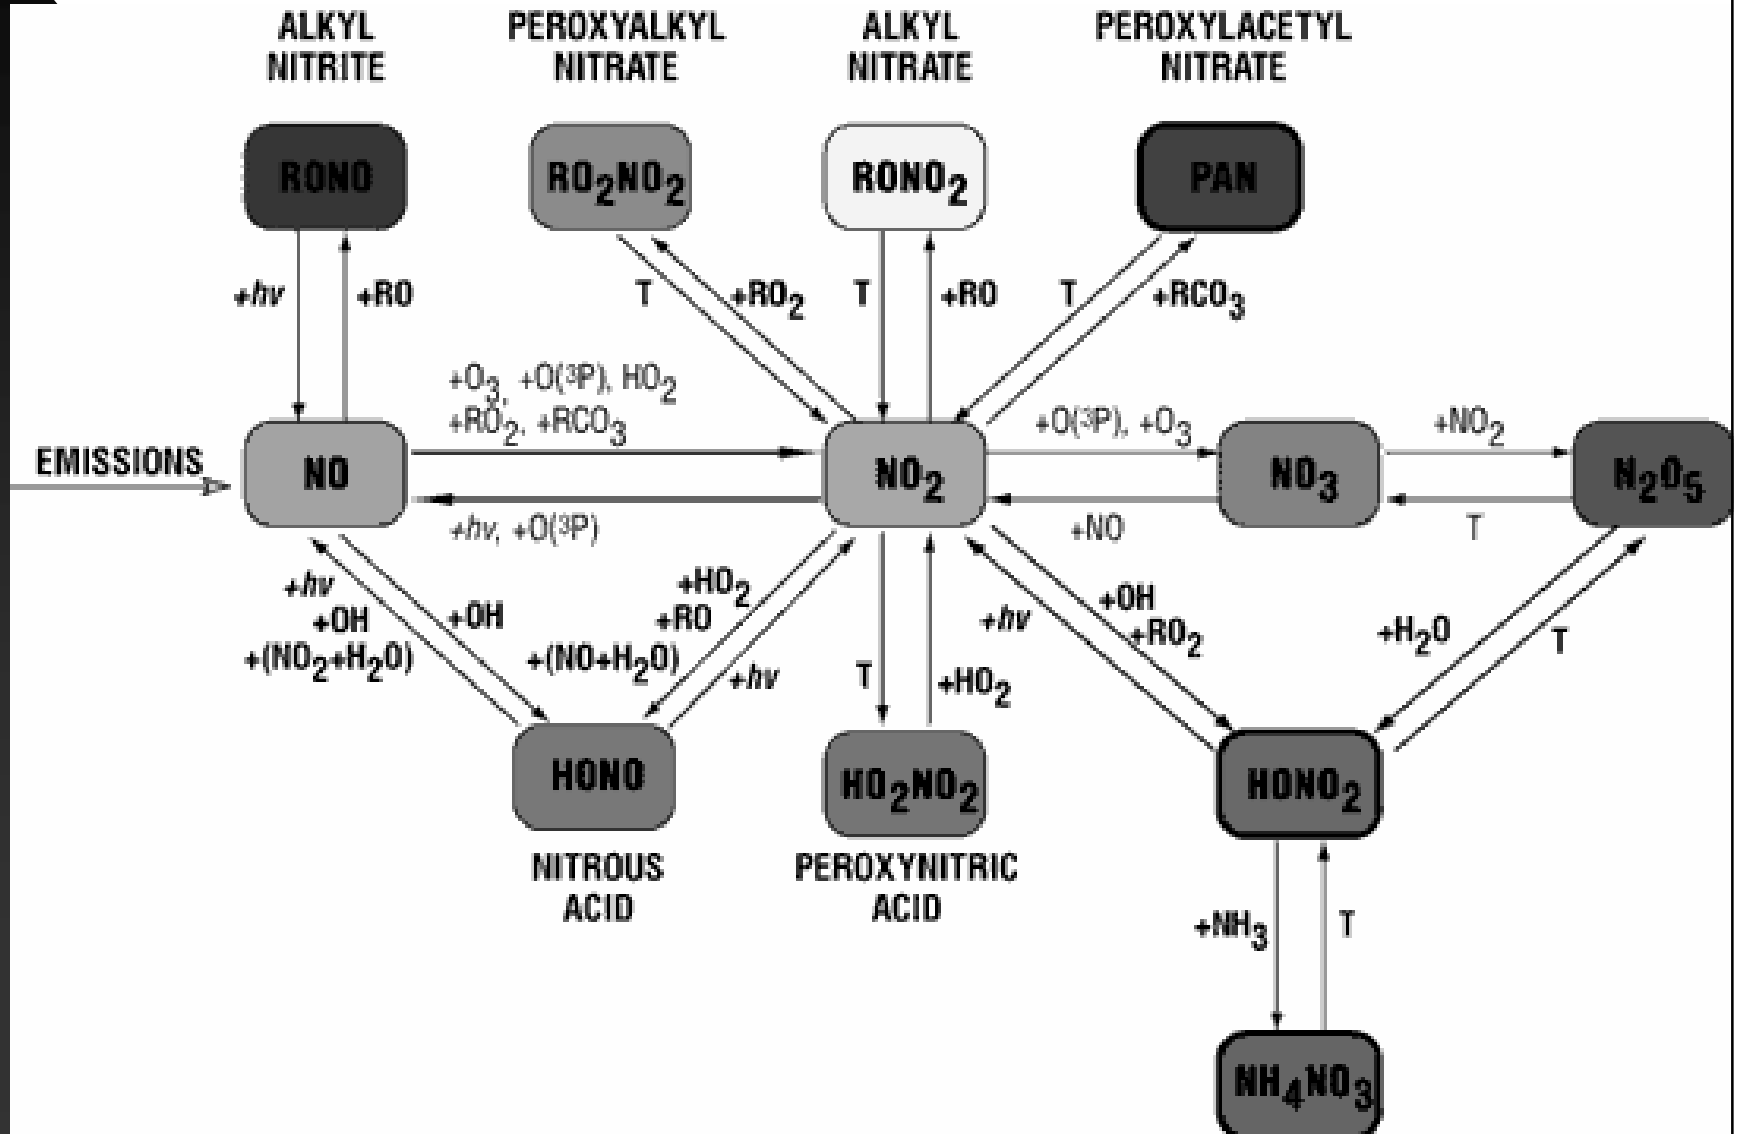 ALKYL
NITRITE
PEROXYALKYL
NITRATE
ALKYL
NITRATE
PEROXYLACETYL
NITRATE
RONO
RO₂NO₂
RONO₂
PAN
+hν
+RO
T
+RO₂
T
+RO
T
+RCO₃
+O₃, +O(³P), HO₂
+RO₂, +RCO₃
+O(³P), +O₃
+NO₂
EMISSIONS
NO
NO₂
NO₃
N₂O₅
+hν, +O(³P)
+NO
T
+hν
+OH
+(NO₂+H₂O)
+OH
+HO₂
+RO
+(NO+H₂O)
+hν
T
+HO₂
+hν
+OH
+RO₂
+H₂O
T
HONO
HO₂NO₂
HONO₂
NITROUS
ACID
PEROXYNITRIC
ACID
+NH₃
T
NH₄NO₃